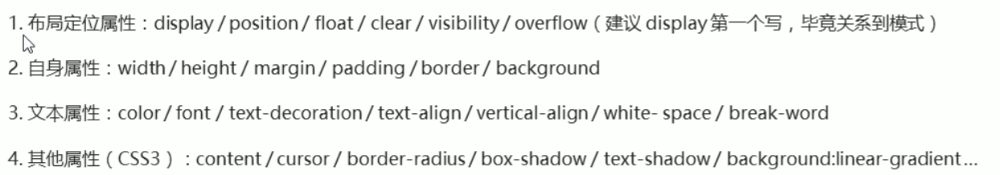 1. 布局定位属性：display / position / float / clear / visibility / overflow（建议 display 第一个写，毕竟关系到模式）
2. 自身属性：width / height / margin / padding / border / background
3. 文本属性：color / font / text-decoration / text-align / vertical-align / white- space / break-word
4. 其他属性（CSS3）：content / cursor / border-radius / box-shadow / text-shadow / background:linear-gradient…